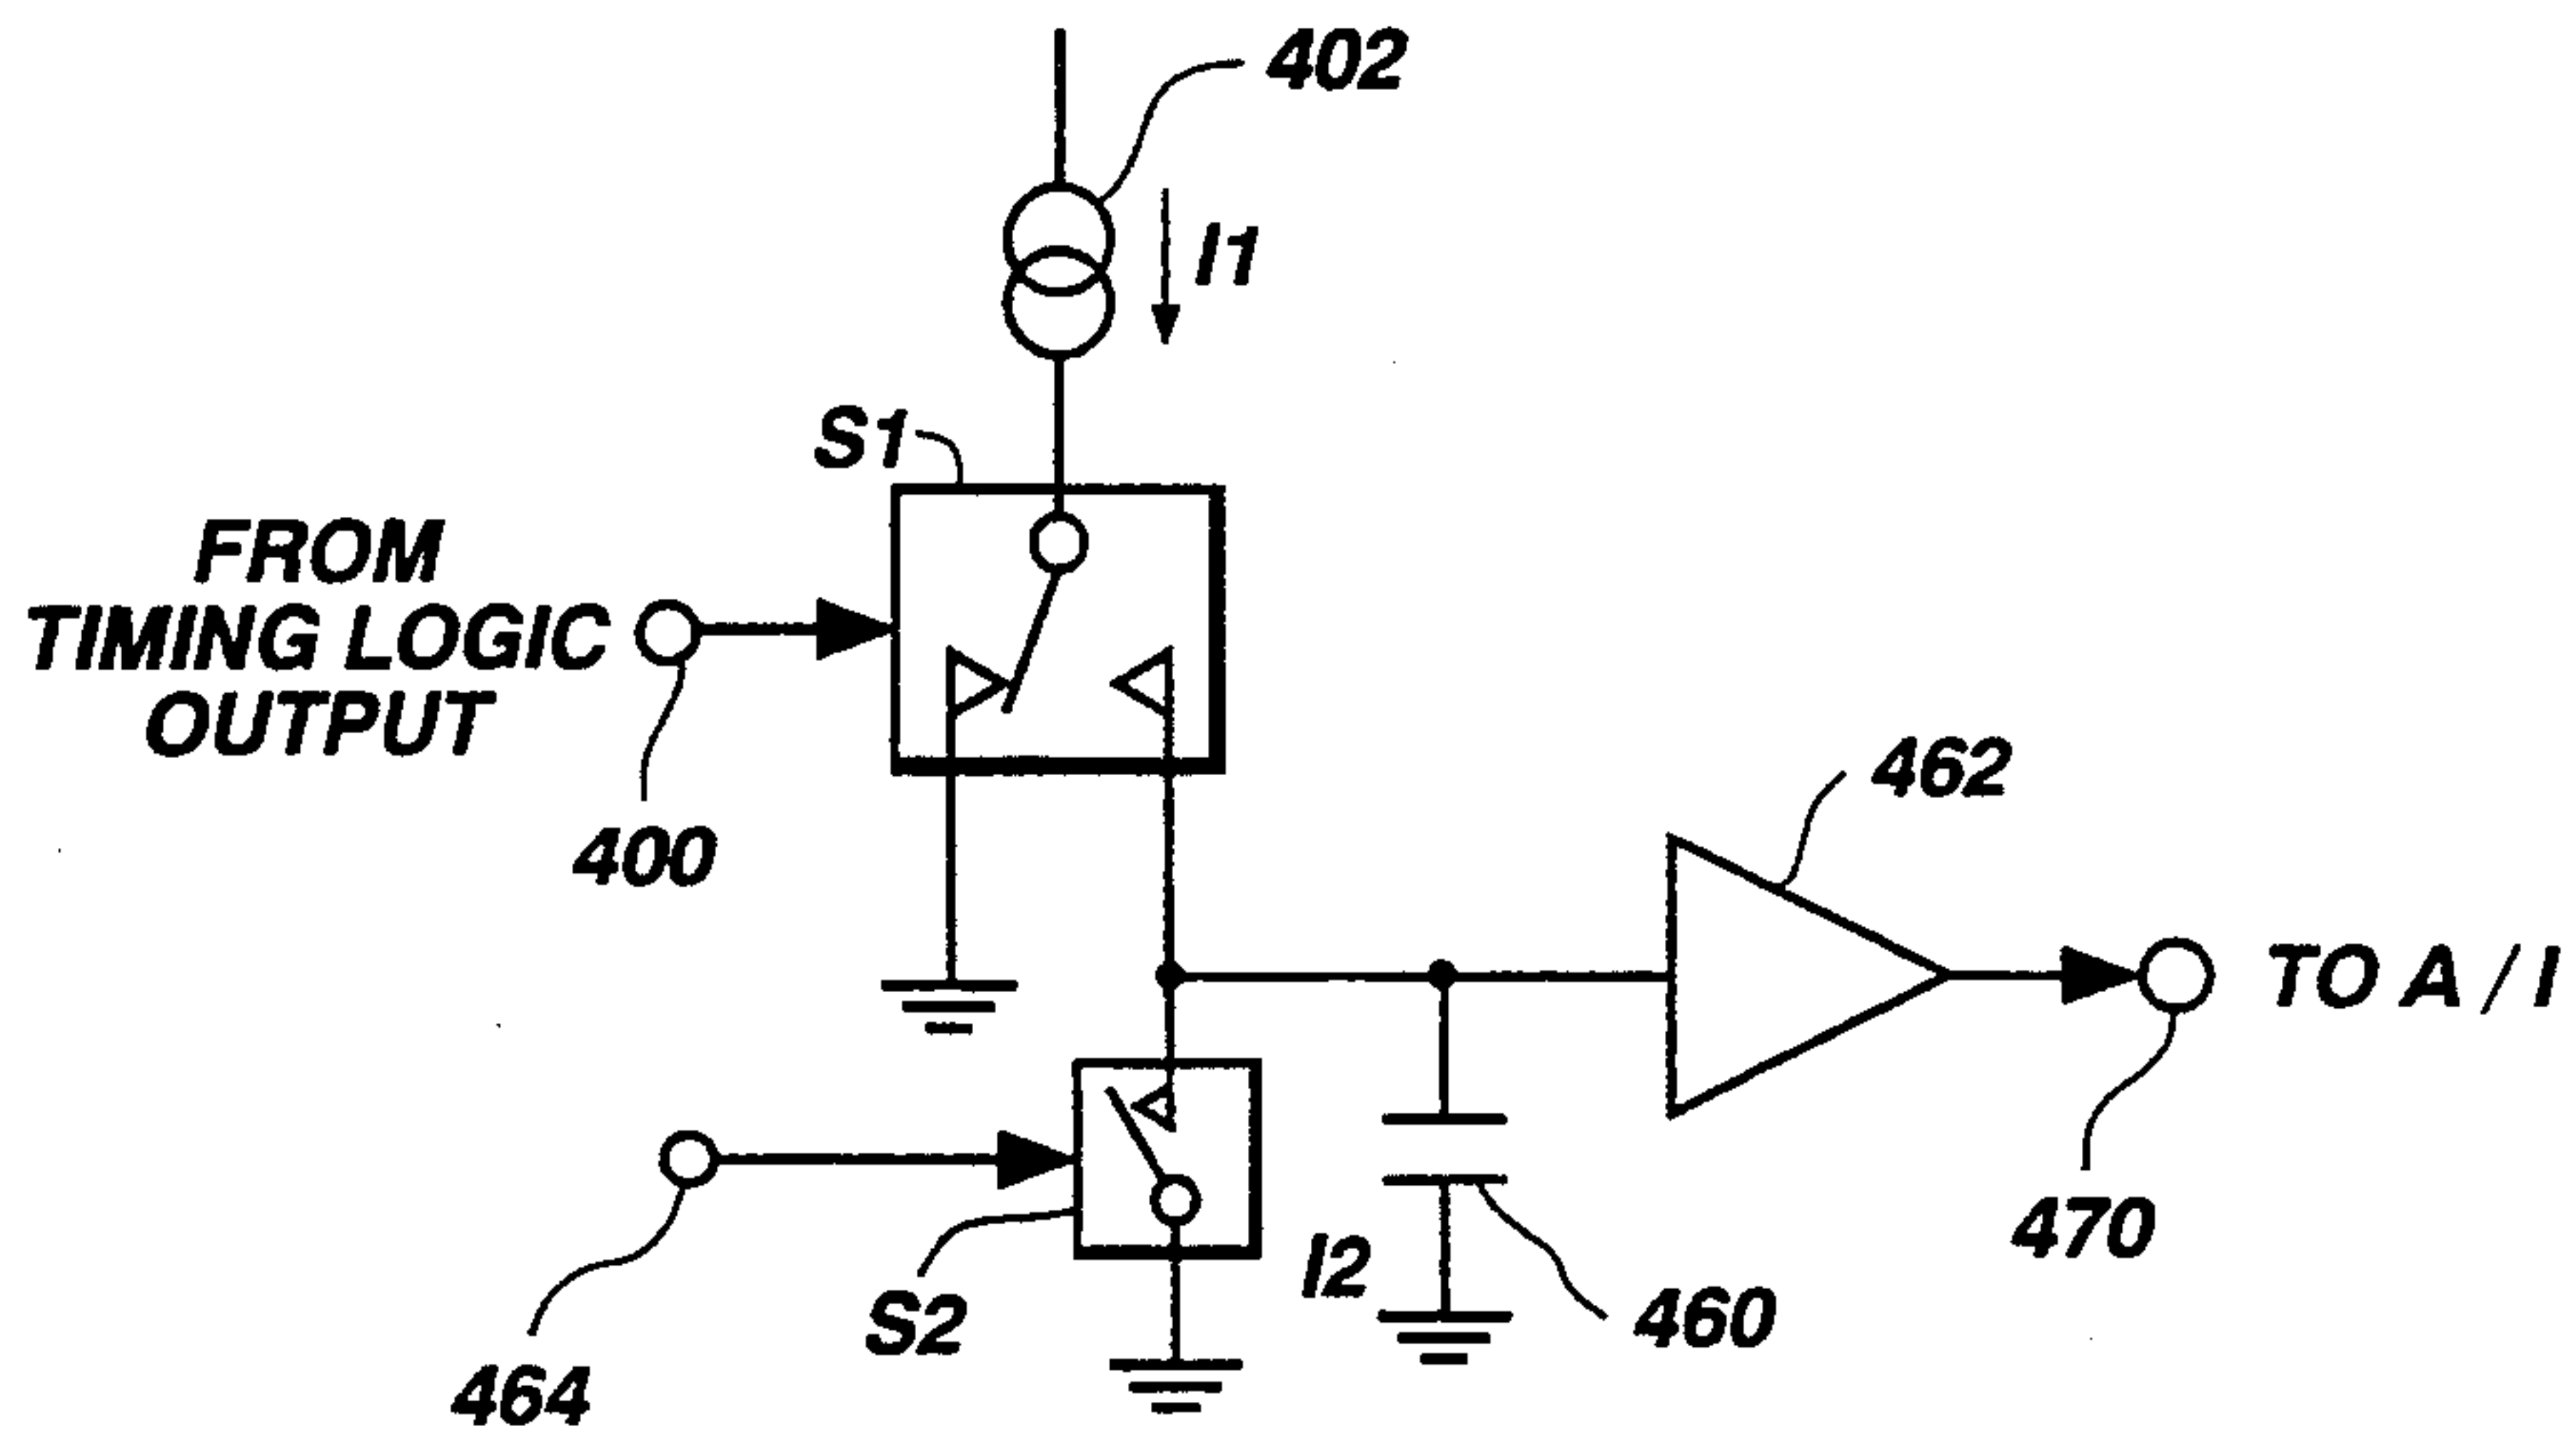 402
I1
S1
FROM
TIMING LOGIC
OUTPUT
400
462
TO A / I
470
S2
I2
460
464